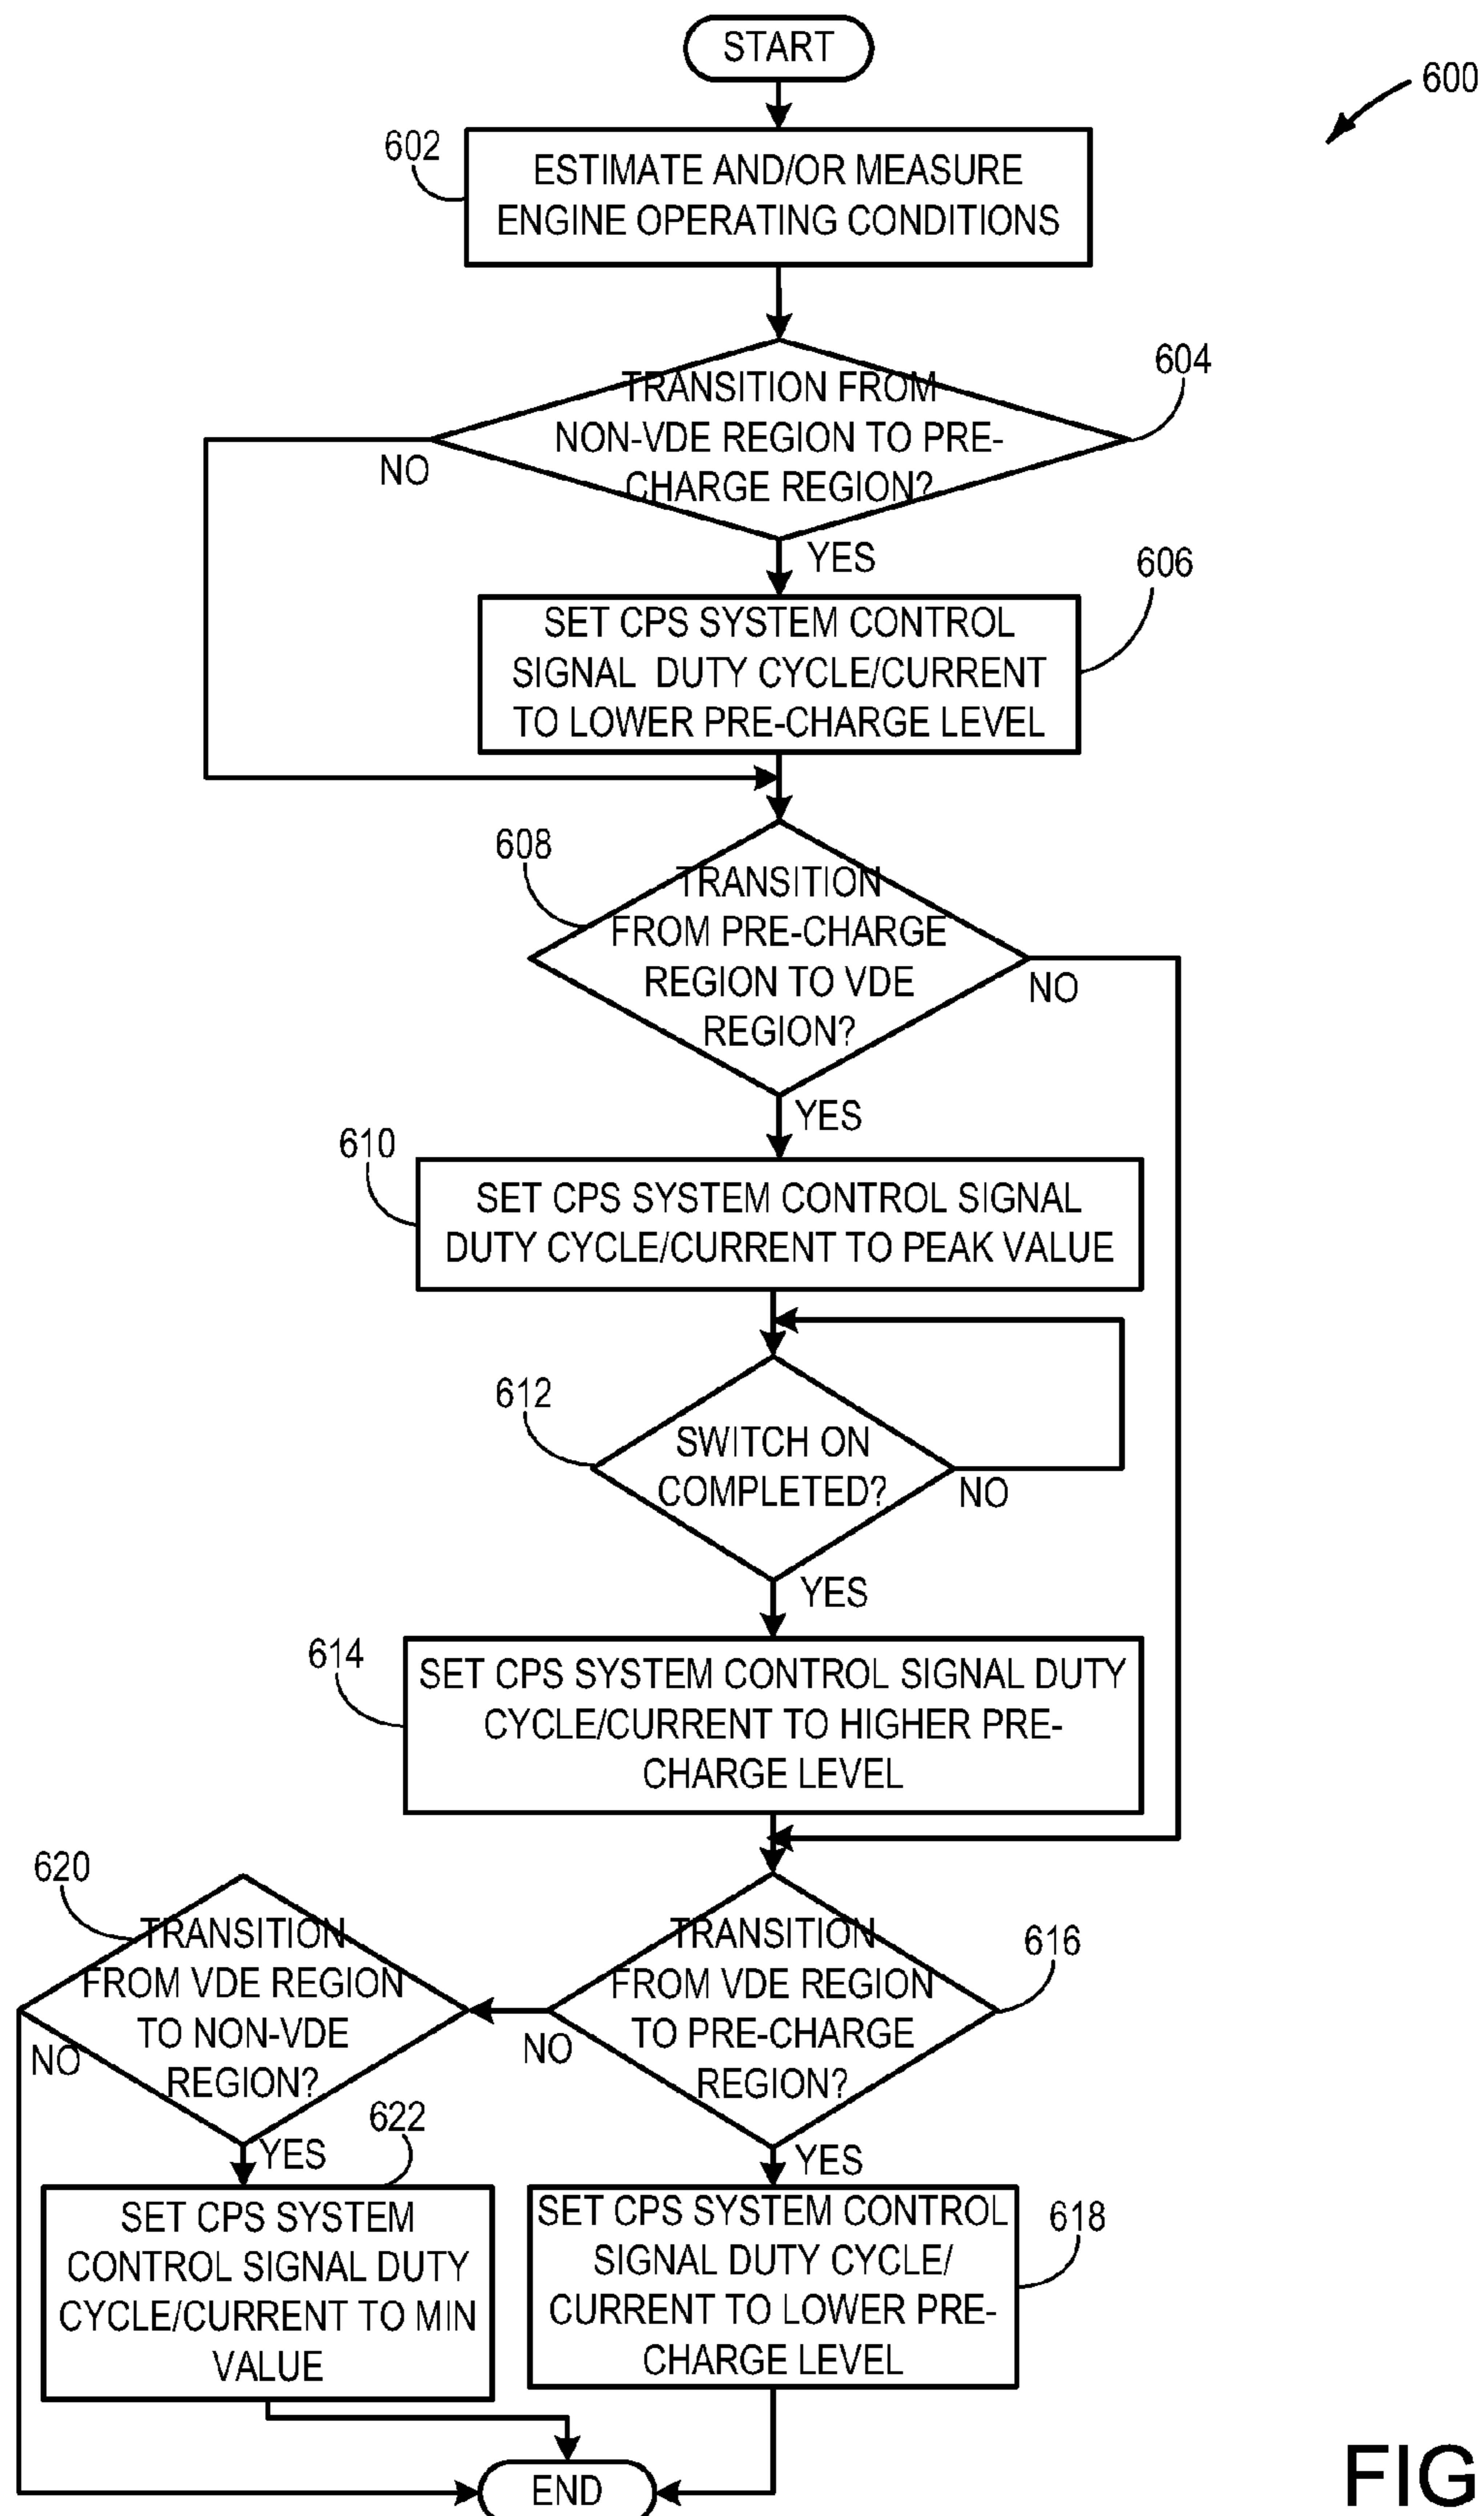 START
600
602
ESTIMATE AND/OR MEASURE
ENGINE OPERATING CONDITIONS
604
TRANSITION FROM
NON-VDE REGION TO PRE-
CHARGE REGION?
NO
YES
606
SET CPS SYSTEM CONTROL
SIGNAL DUTY CYCLE/CURRENT
TO LOWER PRE-CHARGE LEVEL
608
TRANSITION
FROM PRE-CHARGE
REGION TO VDE
REGION?
NO
YES
610
SET CPS SYSTEM CONTROL SIGNAL
DUTY CYCLE/CURRENT TO PEAK VALUE
612
SWITCH ON
COMPLETED?
NO
YES
614
SET CPS SYSTEM CONTROL SIGNAL DUTY
CYCLE/CURRENT TO HIGHER PRE-
CHARGE LEVEL
620
TRANSITION
FROM VDE REGION
TO NON-VDE
REGION?
NO
YES
616
TRANSITION
FROM VDE REGION
TO PRE-CHARGE
REGION?
NO
YES
622
SET CPS SYSTEM
CONTROL SIGNAL DUTY
CYCLE/CURRENT TO MIN
VALUE
618
SET CPS SYSTEM CONTROL
SIGNAL DUTY CYCLE/
CURRENT TO LOWER PRE-
CHARGE LEVEL
END
FIG